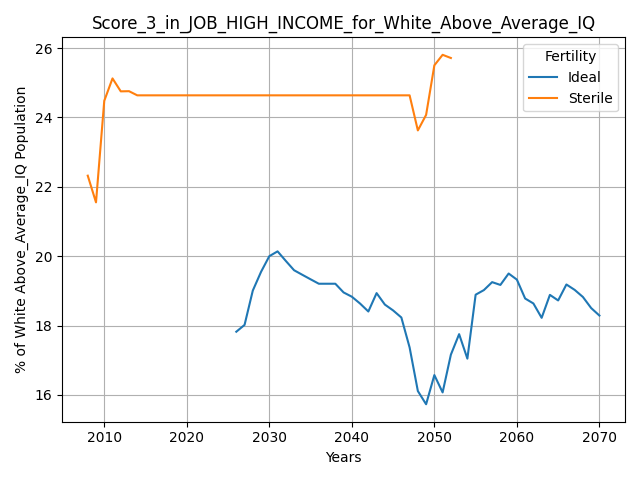 Score_3_in_JOB_HIGH_INCOME_for_White_Above_Average_IQ
% of White Above_Average_IQ Population
26
24
22
20
18
16
Fertility
Ideal
Sterile
2010 2020 2030 2040 2050 2060 2070
Years